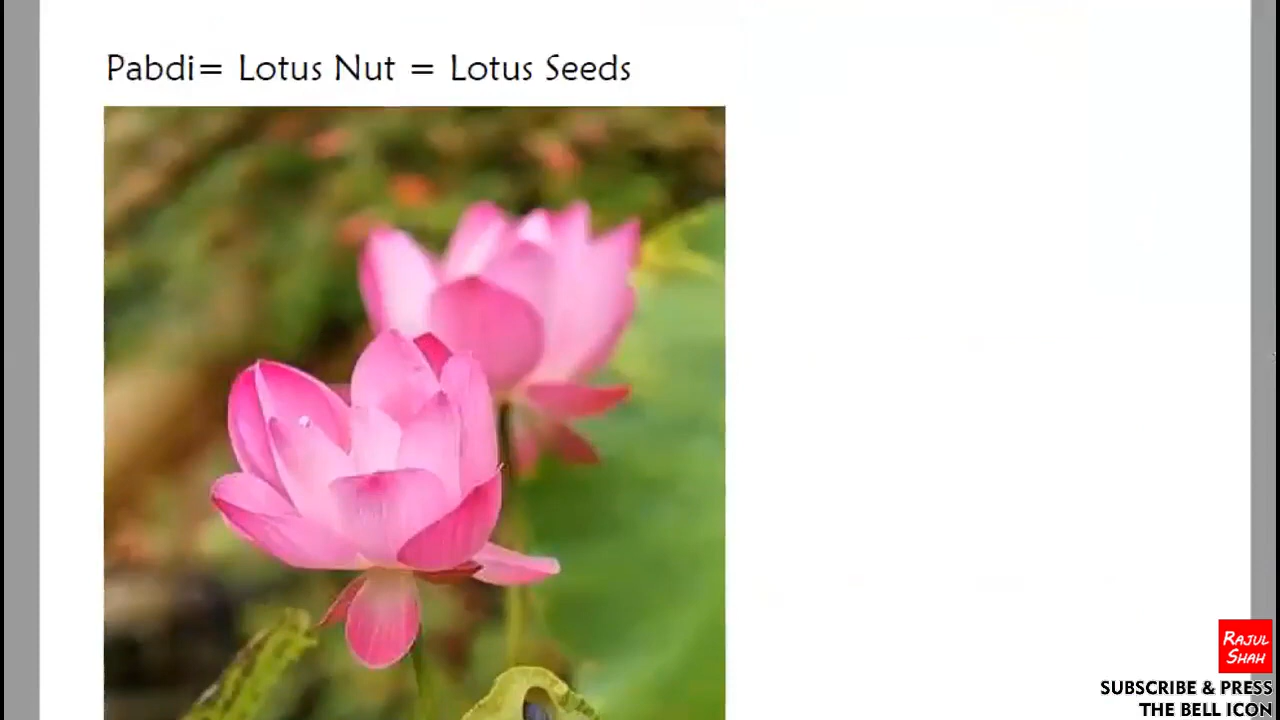 Pabdi= Lotus Nut = Lotus Seeds
RAJUL
SHAH
SUBSCRIBE & PRESS
THE BELL ICON